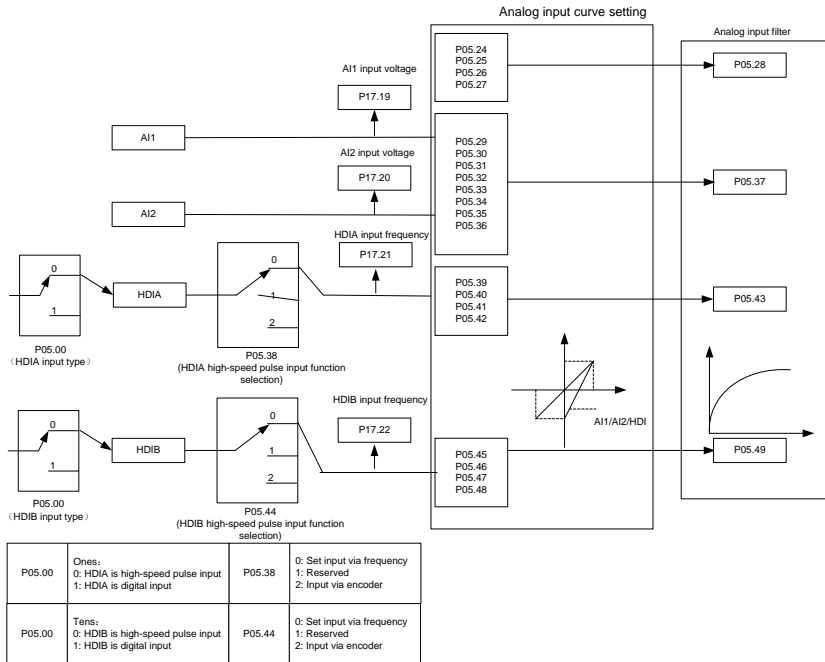 Analog input curve setting
Analog input filter
P05.24
P05.25
P05.26
P05.27
P05.28
AI1 input voltage
P17.19
AI1
P05.29
P05.30
P05.31
P05.32
P05.33
P05.34
P05.35
P05.36
P05.37
AI2 input voltage
P17.20
AI2
HDIA input frequency
P17.21
0
1
P05.00
（HDIA input type）
HDIA
0
1
2
P05.38
(HDIA high-speed pulse input function
selection)
P05.39
P05.40
P05.41
P05.42
P05.43
AI1/AI2/HDI
HDIB input frequency
P17.22
0
1
P05.00
（HDIB input type）
HDIB
0
1
2
P05.44
(HDIB high-speed pulse input function
selection)
P05.45
P05.46
P05.47
P05.48
P05.49
P05.00
Ones：
0: HDIA is high-speed pulse input
1: HDIA is digital input
P05.38
0: Set input via frequency
1: Reserved
2: Input via encoder
P05.00
Tens：
0: HDIB is high-speed pulse input
1: HDIB is digital input
P05.44
0: Set input via frequency
1: Reserved
2: Input via encoder